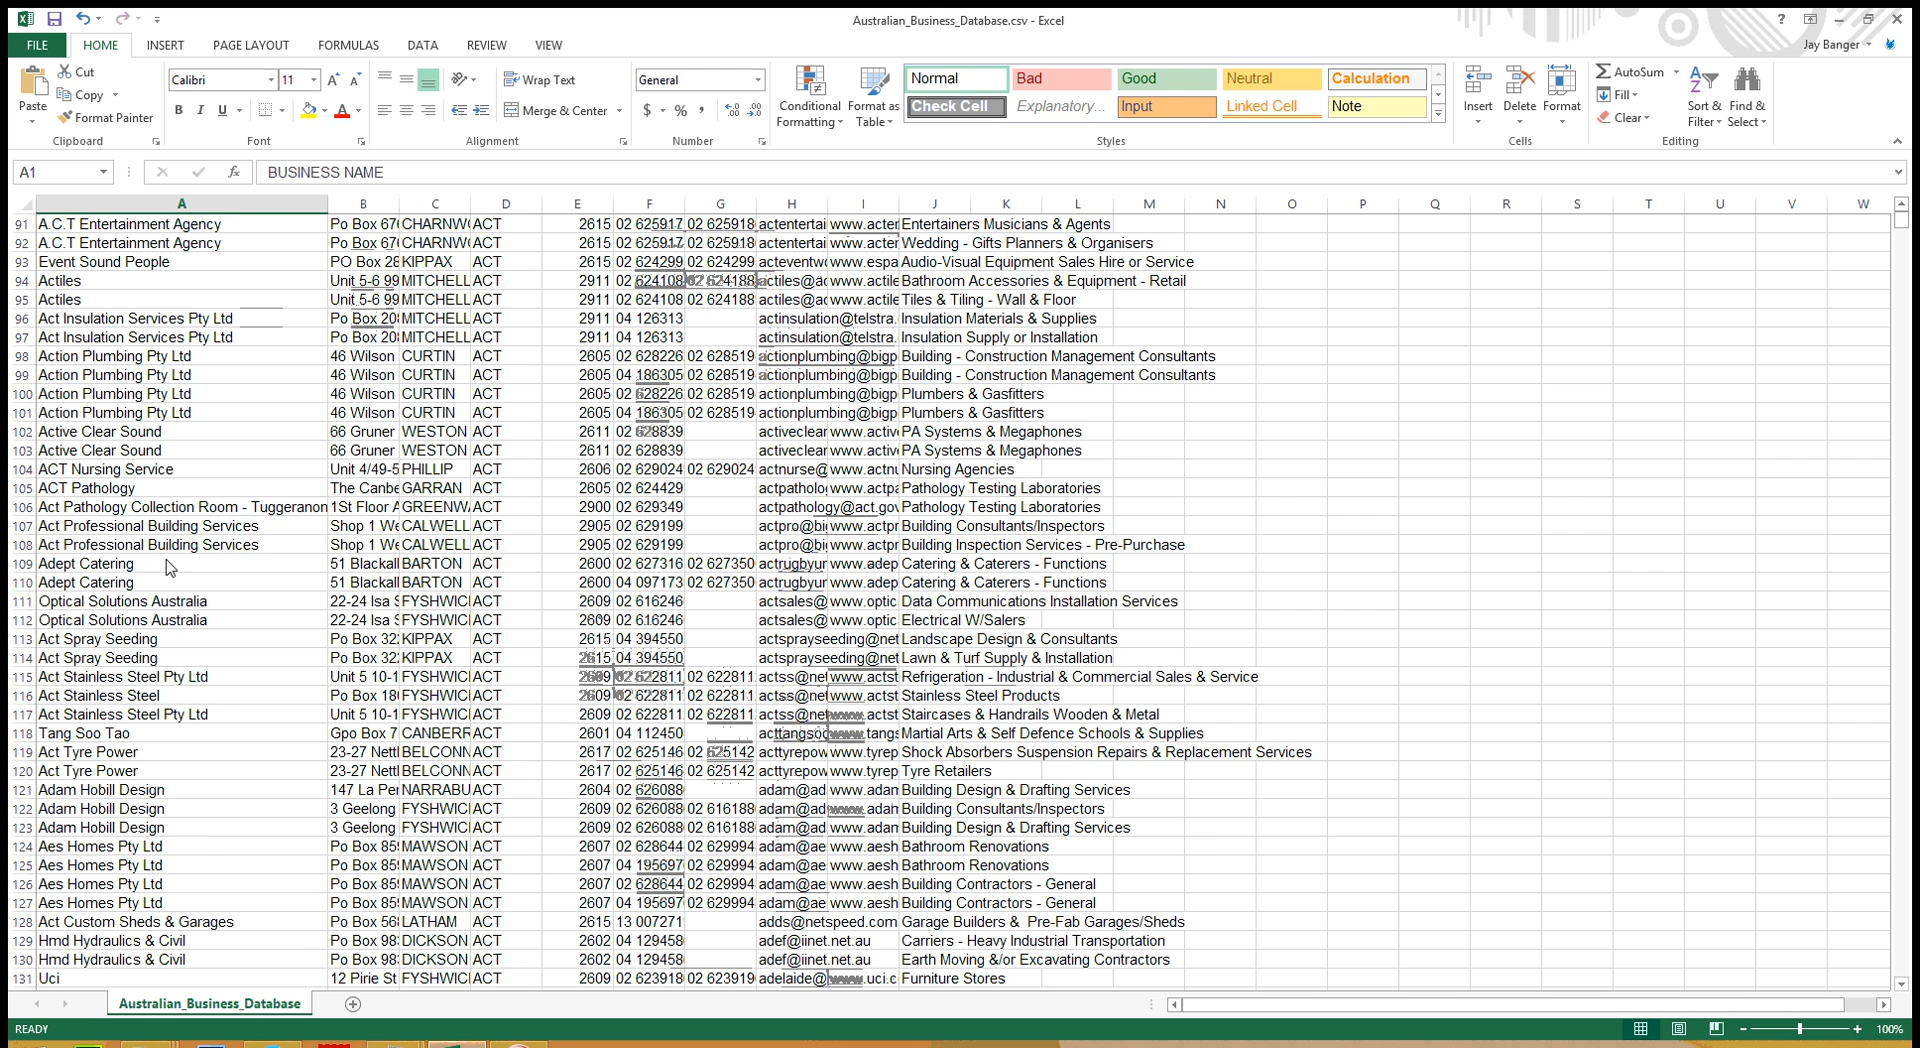 Australian_Business_Database.csv - Excel
FILE HOME INSERT PAGE LAYOUT FORMULAS DATA REVIEW VIEW
Jay Banger
Cut
Copy
Format Painter
Paste
Clipboard
Calibri 11
B I U
Font
Wrap Text
Merge & Center
Alignment
General
$ % ,
Number
Conditional Formatting
Format as Table
Normal Bad Good Neutral Calculation
Check Cell Explanatory... Input Linked Cell Note
Styles
Insert Delete Format
Cells
AutoSum
Fill
Clear
Sort & Filter
Find & Select
Editing
A1 fx BUSINESS NAME
A B C D E F G H I J K L M N O P Q R S T U V W
91 A.C.T Entertainment Agency Po Box 67 CHARNW ACT 2615 02 625917 02 625918 actentertai www.acter Entertainers Musicians & Agents
92 A.C.T Entertainment Agency Po Box 67 CHARNW ACT 2615 02 625917 02 625918 actentertai www.acter Wedding - Gifts Planners & Organisers
93 Event Sound People PO Box 28 KIPPAX ACT 2615 02 624299 02 624299 acteventw www.espa Audio-Visual Equipment Sales Hire or Service
94 Actiles Unit 5-6 99 MITCHELL ACT 2911 02 624108 02 624188 actiles@ac www.actile Bathroom Accessories & Equipment - Retail
95 Actiles Unit 5-6 99 MITCHELL ACT 2911 02 624108 02 624188 actiles@ac www.actile Tiles & Tiling - Wall & Floor
96 Act Insulation Services Pty Ltd Po Box 20 MITCHELL ACT 2911 04 126313 actinsulation@telstra. Insulation Materials & Supplies
97 Act Insulation Services Pty Ltd Po Box 20 MITCHELL ACT 2911 04 126313 actinsulation@telstra. Insulation Supply or Installation
98 Action Plumbing Pty Ltd 46 Wilson CURTIN ACT 2605 02 628226 02 628519 actionplumbing@bigp Building - Construction Management Consultants
99 Action Plumbing Pty Ltd 46 Wilson CURTIN ACT 2605 04 186305 02 628519 actionplumbing@bigp Building - Construction Management Consultants
100 Action Plumbing Pty Ltd 46 Wilson CURTIN ACT 2605 02 628226 02 628519 actionplumbing@bigp Plumbers & Gasfitters
101 Action Plumbing Pty Ltd 46 Wilson CURTIN ACT 2605 04 186305 02 628519 actionplumbing@bigp Plumbers & Gasfitters
102 Active Clear Sound 66 Gruner WESTON ACT 2611 02 628839 activeclear www.activ PA Systems & Megaphones
103 Active Clear Sound 66 Gruner WESTON ACT 2611 02 628839 activeclear www.activ PA Systems & Megaphones
104 ACT Nursing Service Unit 4/49-5 PHILLIP ACT 2606 02 629024 02 629024 actnurse@ www.actnu Nursing Agencies
105 ACT Pathology The Canbe GARRAN ACT 2605 02 624429 actpatholo www.actpa Pathology Testing Laboratories
106 Act Pathology Collection Room - Tuggeranon 1St Floor A GREENWA ACT 2900 02 629349 actpathology@act.gov Pathology Testing Laboratories
107 Act Professional Building Services Shop 1 We CALWELL ACT 2905 02 629199 actpro@big www.actpr Building Consultants/Inspectors
108 Act Professional Building Services Shop 1 We CALWELL ACT 2905 02 629199 actpro@big www.actpr Building Inspection Services - Pre-Purchase
109 Adept Catering 51 Blackall BARTON ACT 2600 02 627316 02 627350 actrugbyur www.adep Catering & Caterers - Functions
110 Adept Catering 51 Blackall BARTON ACT 2600 04 097173 02 627350 actrugbyur www.adep Catering & Caterers - Functions
111 Optical Solutions Australia 22-24 Isa S FYSHWIC ACT 2609 02 616246 actsales@ www.optic Data Communications Installation Services
112 Optical Solutions Australia 22-24 Isa S FYSHWIC ACT 2609 02 616246 actsales@ www.optic Electrical W/Salers
113 Act Spray Seeding Po Box 32 KIPPAX ACT 2615 04 394550 actsprayseeding@net Landscape Design & Consultants
114 Act Spray Seeding Po Box 32 KIPPAX ACT 2615 04 394550 actsprayseeding@net Lawn & Turf Supply & Installation
115 Act Stainless Steel Pty Ltd Unit 5 10-1 FYSHWIC ACT 2609 02 622811 02 622811 actss@net www.actst Refrigeration - Industrial & Commercial Sales & Service
116 Act Stainless Steel Po Box 18 FYSHWIC ACT 2609 02 622811 02 622811 actss@net www.actst Stainless Steel Products
117 Act Stainless Steel Pty Ltd Unit 5 10-1 FYSHWIC ACT 2609 02 622811 02 622811 actss@net www.actst Staircases & Handrails Wooden & Metal
118 Tang Soo Tao Gpo Box 7 CANBERR ACT 2601 04 112450 acttangsoo www.tangs Martial Arts & Self Defence Schools & Supplies
119 Act Tyre Power 23-27 Nettl BELCONN ACT 2617 02 625146 02 625142 acttyrepow www.tyrep Shock Absorbers Suspension Repairs & Replacement Services
120 Act Tyre Power 23-27 Nettl BELCONN ACT 2617 02 625146 02 625142 acttyrepow www.tyrep Tyre Retailers
121 Adam Hobill Design 147 La Per NARRABU ACT 2604 02 626088 adam@ad www.adam Building Design & Drafting Services
122 Adam Hobill Design 3 Geelong FYSHWIC ACT 2609 02 626088 02 616188 adam@ad www.adam Building Consultants/Inspectors
123 Adam Hobill Design 3 Geelong FYSHWIC ACT 2609 02 626088 02 616188 adam@ad www.adam Building Design & Drafting Services
124 Aes Homes Pty Ltd Po Box 85 MAWSON ACT 2607 02 628644 02 629994 adam@ae www.aesh Bathroom Renovations
125 Aes Homes Pty Ltd Po Box 85 MAWSON ACT 2607 04 195697 02 629994 adam@ae www.aesh Bathroom Renovations
126 Aes Homes Pty Ltd Po Box 85 MAWSON ACT 2607 02 628644 02 629994 adam@ae www.aesh Building Contractors - General
127 Aes Homes Pty Ltd Po Box 85 MAWSON ACT 2607 04 195697 02 629994 adam@ae www.aesh Building Contractors - General
128 Act Custom Sheds & Garages Po Box 56 LATHAM ACT 2615 13 007271 adds@netspeed.com Garage Builders & Pre-Fab Garages/Sheds
129 Hmd Hydraulics & Civil Po Box 98 DICKSON ACT 2602 04 129458 adef@iinet.net.au Carriers - Heavy Industrial Transportation
130 Hmd Hydraulics & Civil Po Box 98 DICKSON ACT 2602 04 129458 adef@iinet.net.au Earth Moving &/or Excavating Contractors
131 Uci 12 Pirie St FYSHWIC ACT 2609 02 623918 02 623919 adelaide@ www.uci.c Furniture Stores
Australian_Business_Database
READY 100%